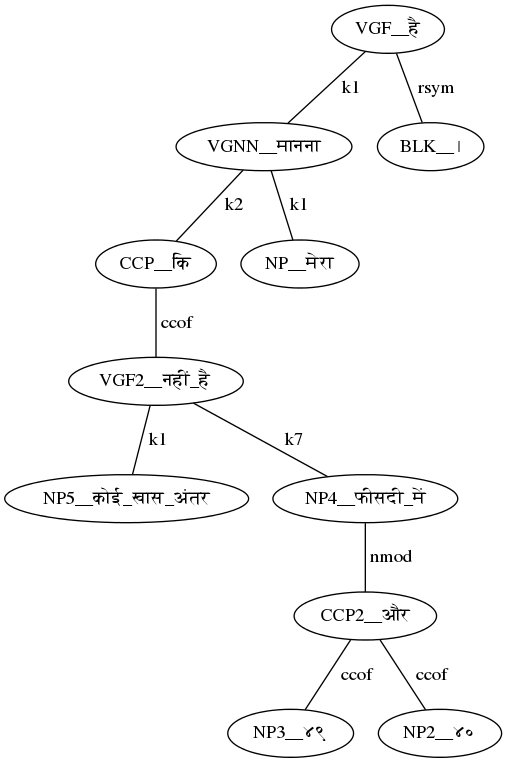 VGF__है
k1 rsym
VGNN__मानना BLK__।
k2 k1
CCP__कि NP__मेरा
ccof
VGF2__नहीं_है
k1 k7
NP5__कोई_खास_अंतर NP4__फीसदी_में
nmod
CCP2__और
ccof ccof
NP3__४९ NP2__४०